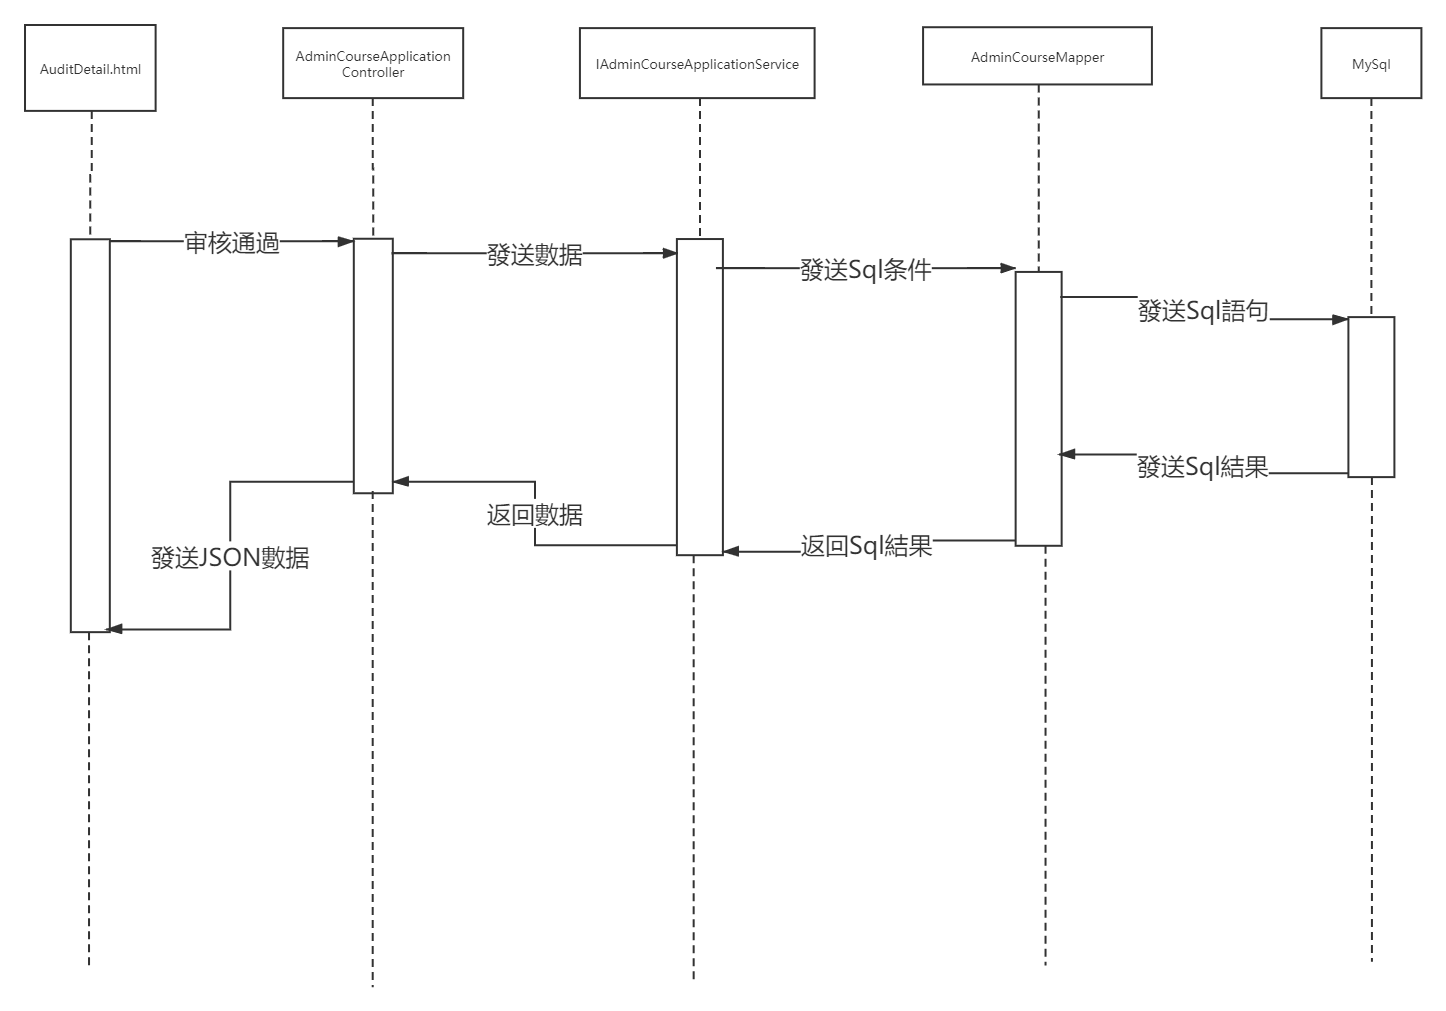 AuditDetail.html
AdminCourseApplication
Controller
IAdminCourseApplicationService
AdminCourseMapper
MySql
审核通過
發送數据
發送Sql条件
發送Sql語句
發送Sql結果
返回數据
返回Sql結果
發送JSON數据